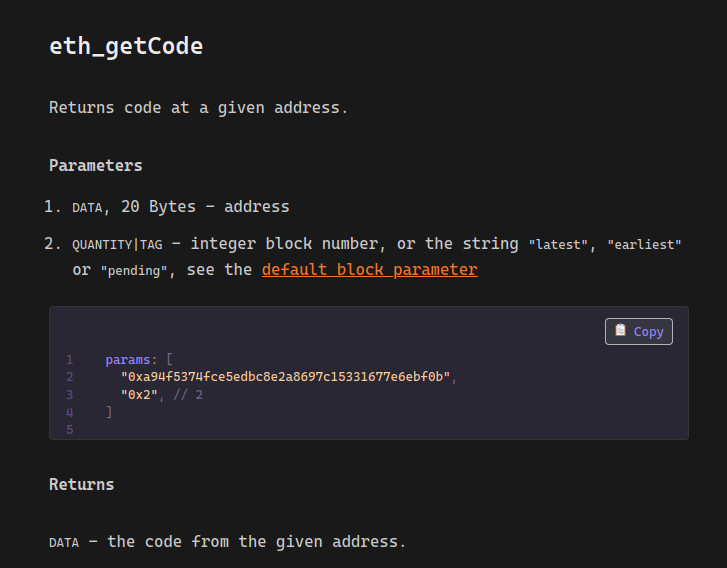 eth_getCode
Returns code at a given address.
Parameters
1. DATA, 20 Bytes – address
2. QUANTITY|TAG – integer block number, or the string "latest", "earliest"
or "pending", see the default block parameter
Copy
1 params: [
2 "0xa94f5374fce5edbc8e2a8697c15331677e6ebf0b",
3 "0x2", // 2
4 ]
5
Returns
DATA – the code from the given address.